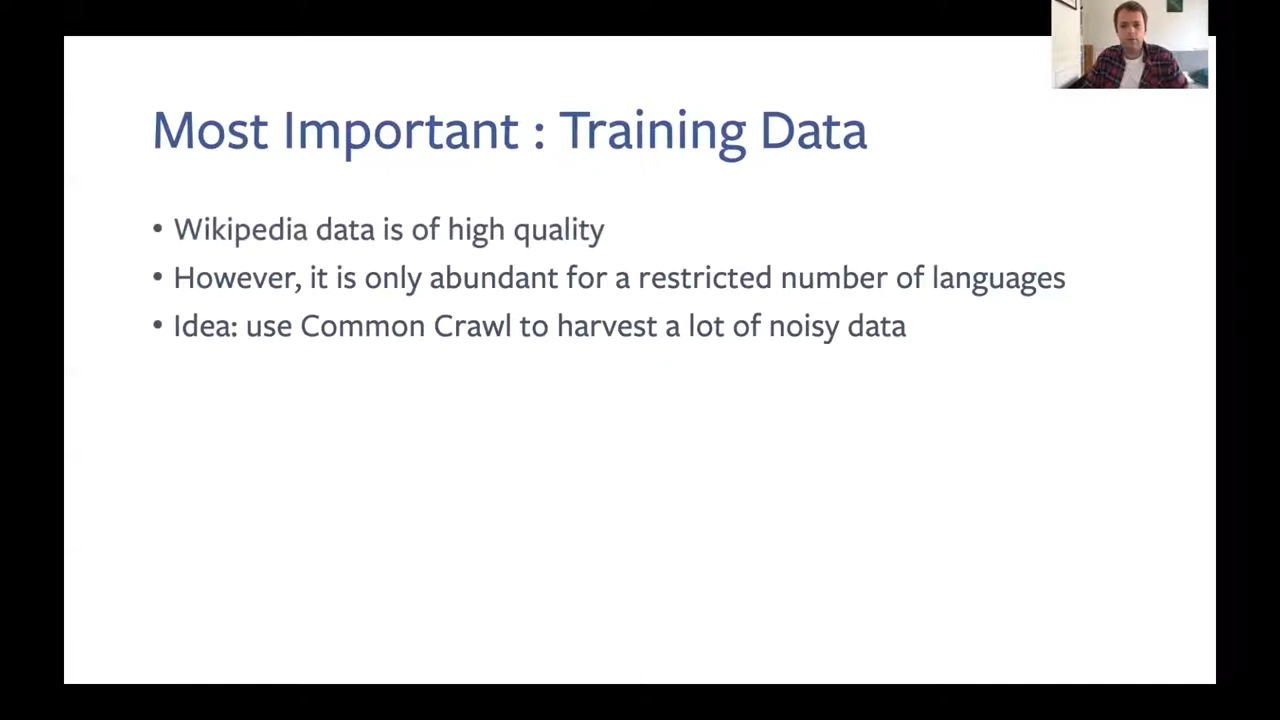 Most Important : Training Data
• Wikipedia data is of high quality
• However, it is only abundant for a restricted number of languages
• Idea: use Common Crawl to harvest a lot of noisy data